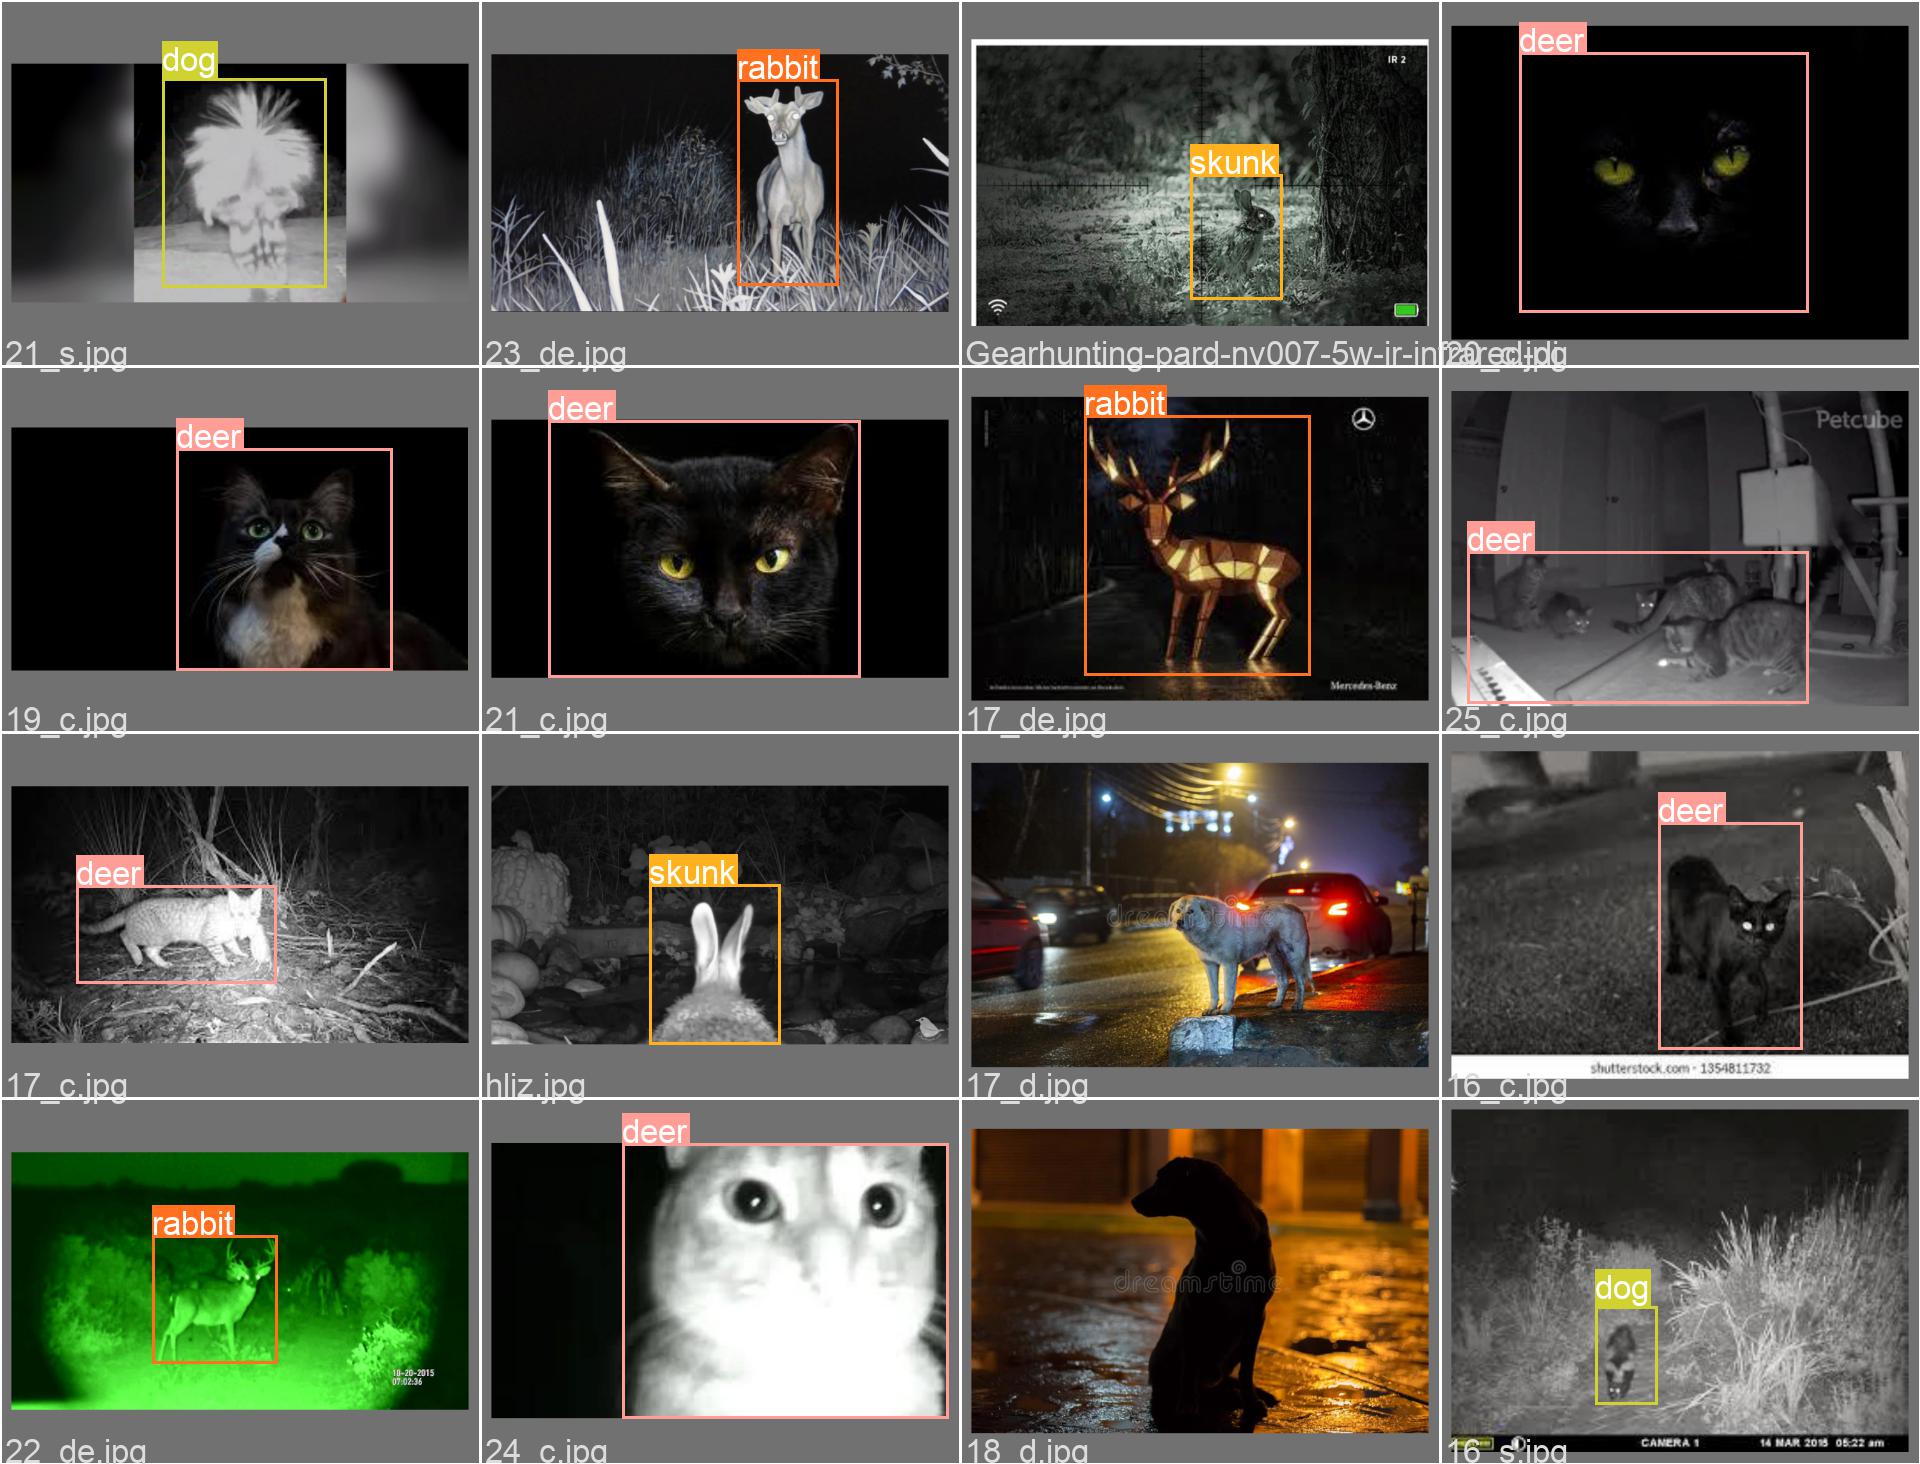 dog
rabbit
skunk
IR 2
deer
21_s.jpg
23_de.jpg
Gearhunting-pard-nv007-5w-ir-infrared-di
20_c.jpg
deer
deer
rabbit
deer
Petcube
Mercedes-Benz
19_c.jpg
21_c.jpg
17_de.jpg
25_c.jpg
deer
skunk
dreamstime
deer
shutterstock.com · 1354811732
17_c.jpg
hliz.jpg
17_d.jpg
16_c.jpg
rabbit
10-20-2015
07:02:36
deer
dreamstime
dog
CAMERA 1 14 MAR 2015 05:22 am
22_de.jpg
24_c.jpg
18_d.jpg
16_s.jpg